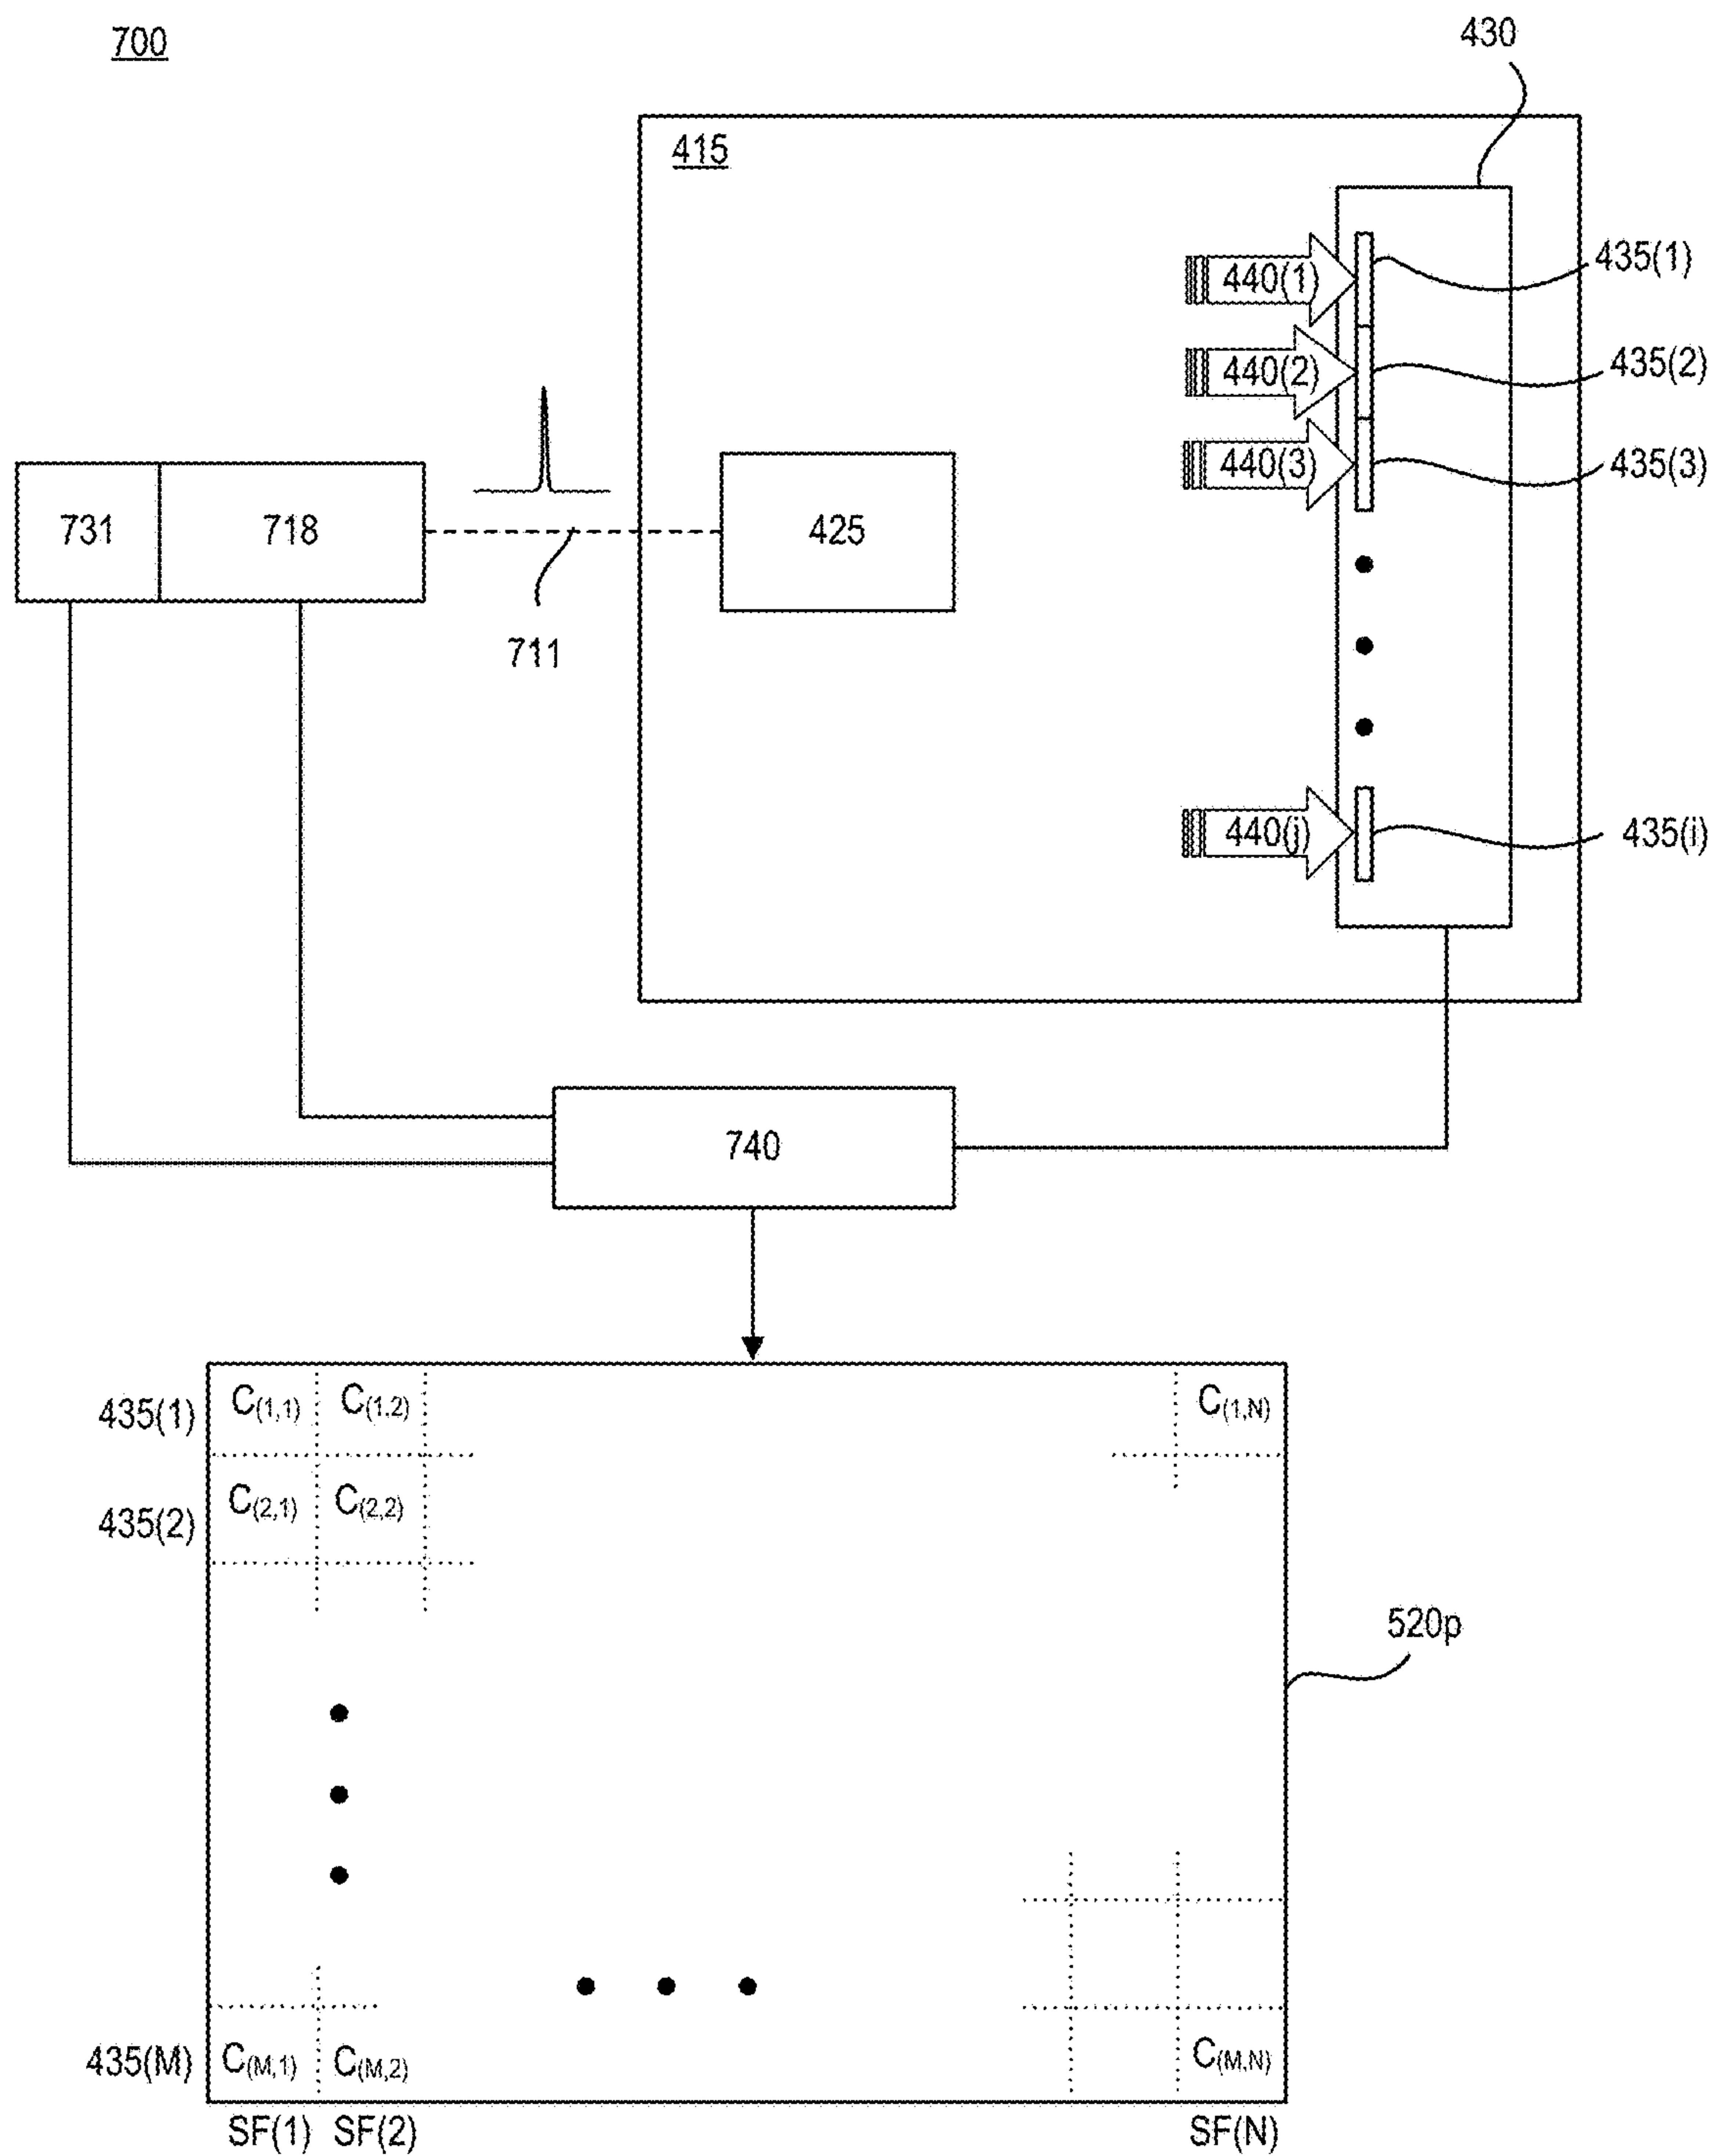 700
430
415
440(1)
435(1)
440(2)
435(2)
440(3)
435(3)
731
718
425
711
440(j)
435(i)
740
435(1)
C(1,1)
C(1,2)
C(1,N)
435(2)
C(2,1)
C(2,2)
520p
435(M)
C(M,1)
C(M,2)
C(M,N)
SF(1)
SF(2)
SF(N)